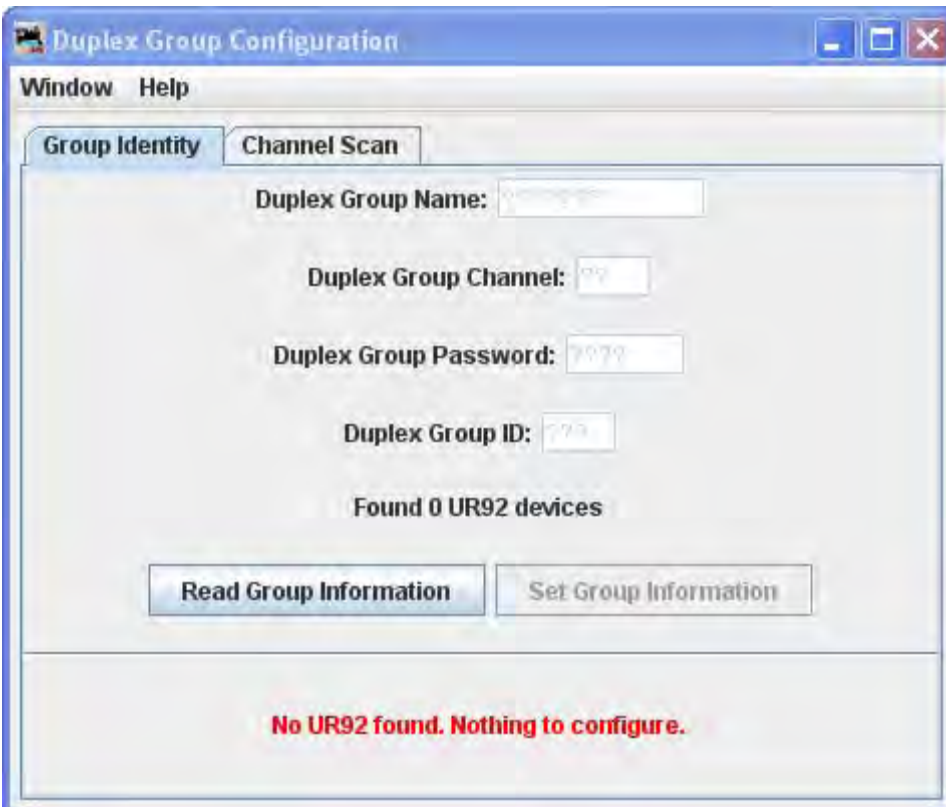 Duplex Group Configuration
Window Help
Group Identity Channel Scan
Duplex Group Name: ????????
Duplex Group Channel: ??
Duplex Group Password: ????
Duplex Group ID: ???
Found 0 UR92 devices
Read Group Information Set Group Information
No UR92 found. Nothing to configure.